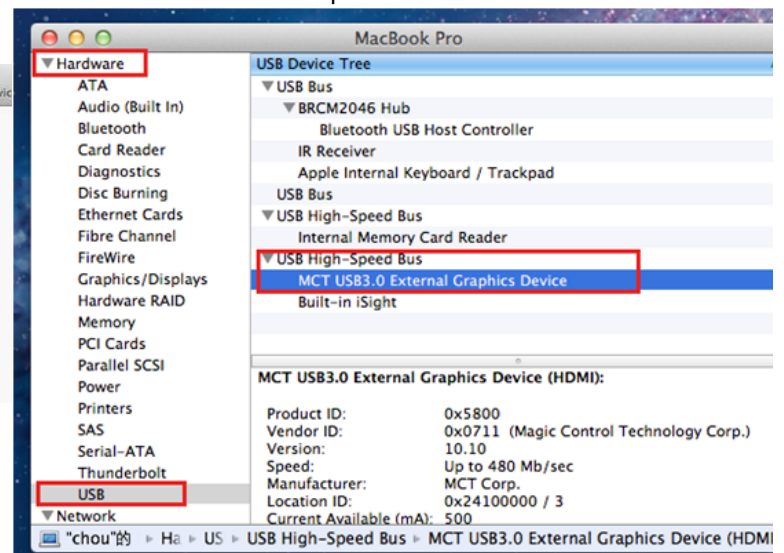 MacBook Pro
Hardware
ATA
Audio (Built In)
Bluetooth
Card Reader
Diagnostics
Disc Burning
Ethernet Cards
Fibre Channel
FireWire
Graphics/Displays
Hardware RAID
Memory
PCI Cards
Parallel SCSI
Power
Printers
SAS
Serial-ATA
Thunderbolt
USB
Network
USB Device Tree
USB Bus
BRCM2046 Hub
Bluetooth USB Host Controller
IR Receiver
Apple Internal Keyboard / Trackpad
USB Bus
USB High-Speed Bus
Internal Memory Card Reader
USB High-Speed Bus
MCT USB3.0 External Graphics Device
Built-in iSight
MCT USB3.0 External Graphics Device (HDMI):
Product ID: 0x5800
Vendor ID: 0x0711 (Magic Control Technology Corp.)
Version: 10.10
Speed: Up to 480 Mb/sec
Manufacturer: MCT Corp.
Location ID: 0x24100000 / 3
Current Available (mA): 500
"chou"的 ▸ Ha ▸ US ▸ USB High-Speed Bus ▸ MCT USB3.0 External Graphics Device (HDMI